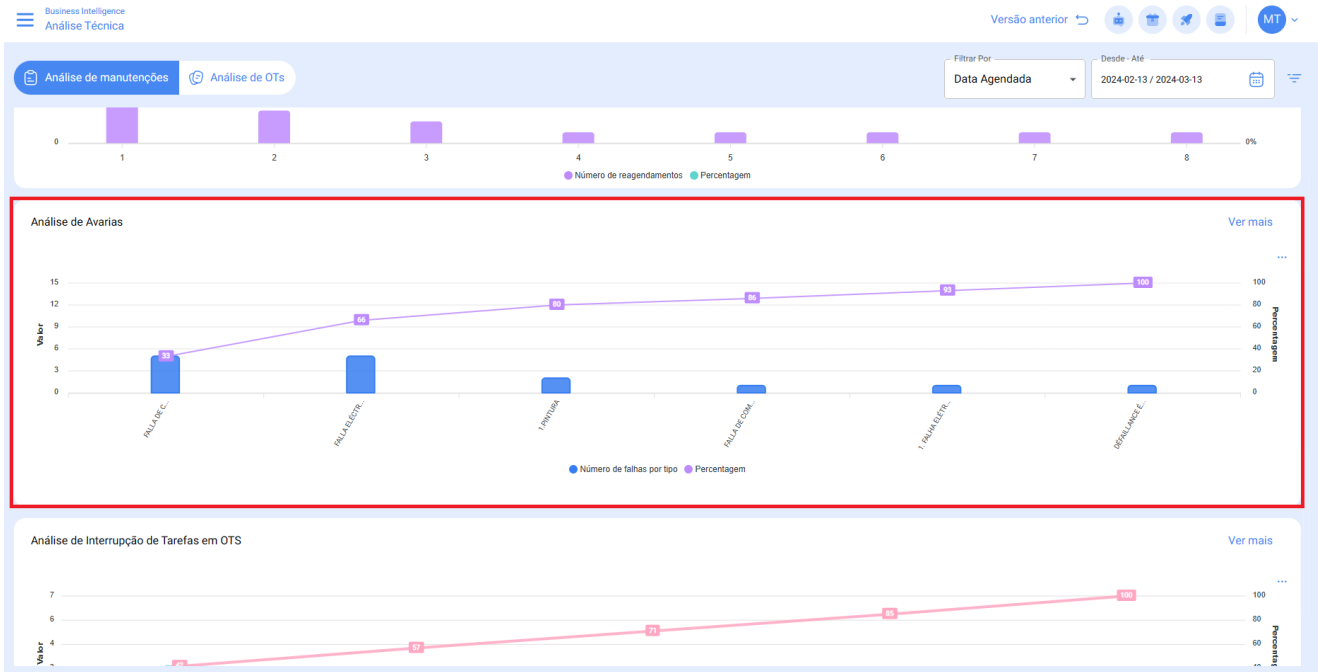 Business Intelligence
Análise Técnica
Versão anterior
MT
Análise de manutenções
Análise de OTs
Filtrar Por
Data Agendada
Desde - Até
2024-02-13 / 2024-03-13
0
0%
1 2 3 4 5 6 7 8
Número de reagendamentos Percentagem
Análise de Avarias
Ver mais
...
Valor
15
12
9
6
3
0
33 66 80 86 93 100
100
80
60
40
20
0
Percentagem
FALLA DE C...
FALLA ELÉCTR...
1.PINTURA
FALLA DE COM...
1. FALHA ELÉTR...
DÉFAILLANCE É...
Número de falhas por tipo Percentagem
Análise de Interrupção de Tarefas em OTS
Ver mais
...
Valor
7
6
4
57 71 85 100
100
80
60